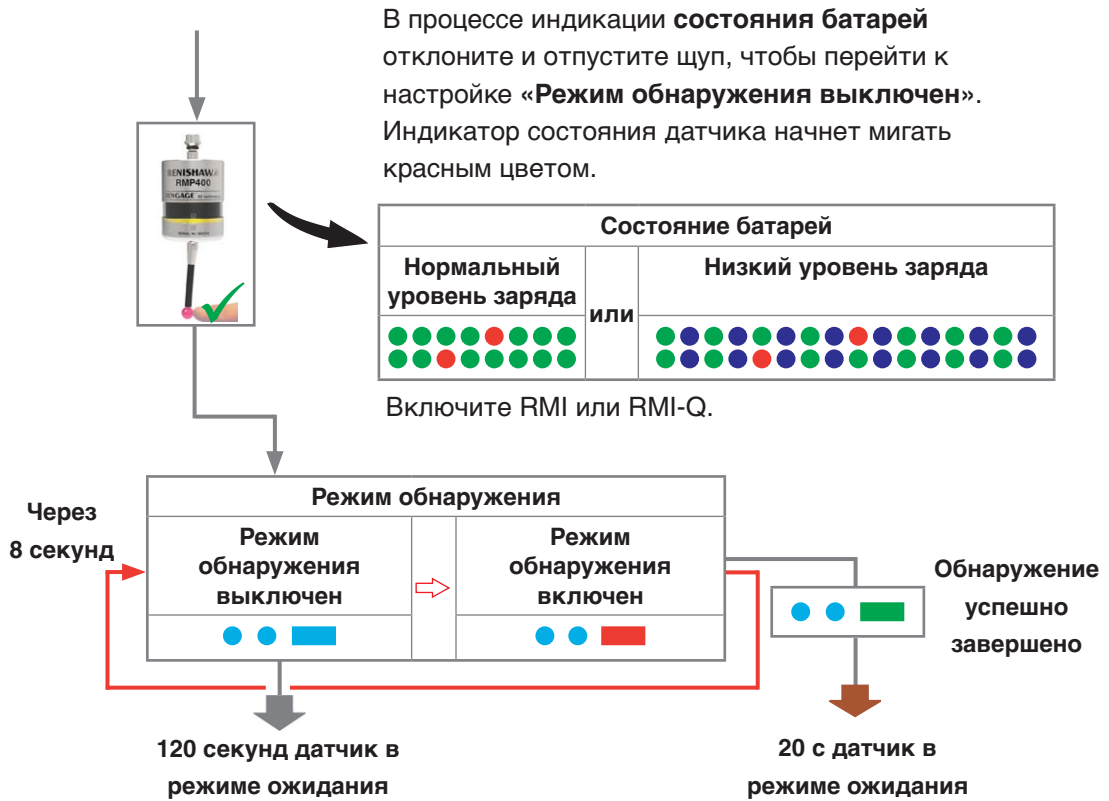 В процессе индикации состояния батарей
отклоните и отпустите щуп, чтобы перейти к
настройке «Режим обнаружения выключен».
Индикатор состояния датчика начнет мигать
красным цветом.
RENISHAW
RMP400
Состояние батарей
Нормальный
уровень заряда
или
Низкий уровень заряда
Включите RMI или RMI-Q.
Через
8 секунд
Режим обнаружения
Режим
обнаружения
выключен
Режим
обнаружения
включен
Обнаружение
успешно
завершено
120 секунд датчик в
режиме ожидания
20 с датчик в
режиме ожидания